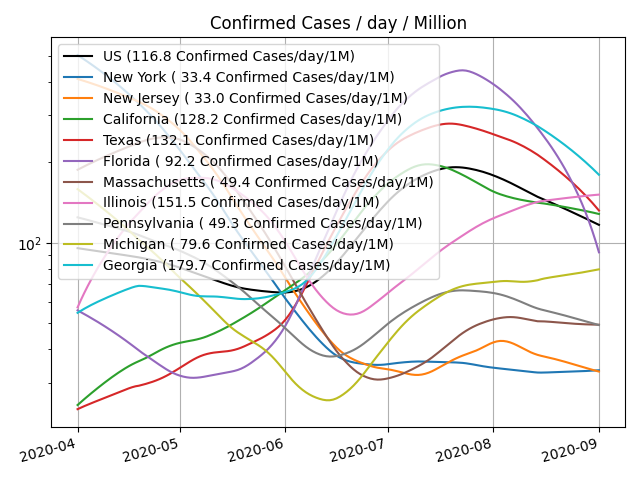 Confirmed Cases / day / Million
US (116.8 Confirmed Cases/day/1M)
New York ( 33.4 Confirmed Cases/day/1M)
New Jersey ( 33.0 Confirmed Cases/day/1M)
California (128.2 Confirmed Cases/day/1M)
Texas (132.1 Confirmed Cases/day/1M)
Florida ( 92.2 Confirmed Cases/day/1M)
Massachusetts ( 49.4 Confirmed Cases/day/1M)
Illinois (151.5 Confirmed Cases/day/1M)
Pennsylvania ( 49.3 Confirmed Cases/day/1M)
Michigan ( 79.6 Confirmed Cases/day/1M)
Georgia (179.7 Confirmed Cases/day/1M)
10²
2020-04 2020-05 2020-06 2020-07 2020-08 2020-09